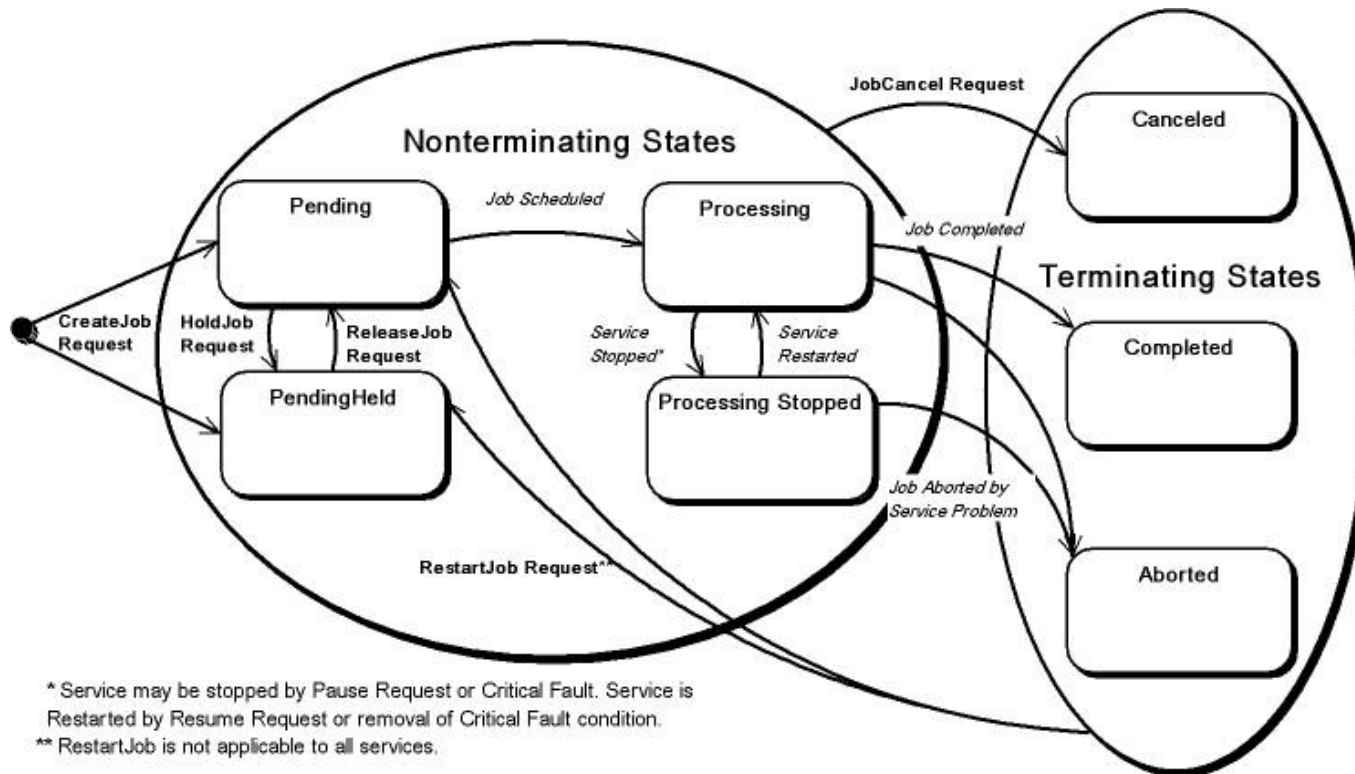 JobCancel Request
Canceled
Nonterminating States
Pending
Job Scheduled
Processing
Job Completed
Terminating States
CreateJob
Request
HoldJob
Request
ReleaseJob
Request
Service
Stopped*
Service
Restarted
Completed
PendingHeld
Processing Stopped
Job Aborted by
Service Problem
RestartJob Request**
Aborted
* Service may be stopped by Pause Request or Critical Fault. Service is
Restarted by Resume Request or removal of Critical Fault condition.
** RestartJob is not applicable to all services.